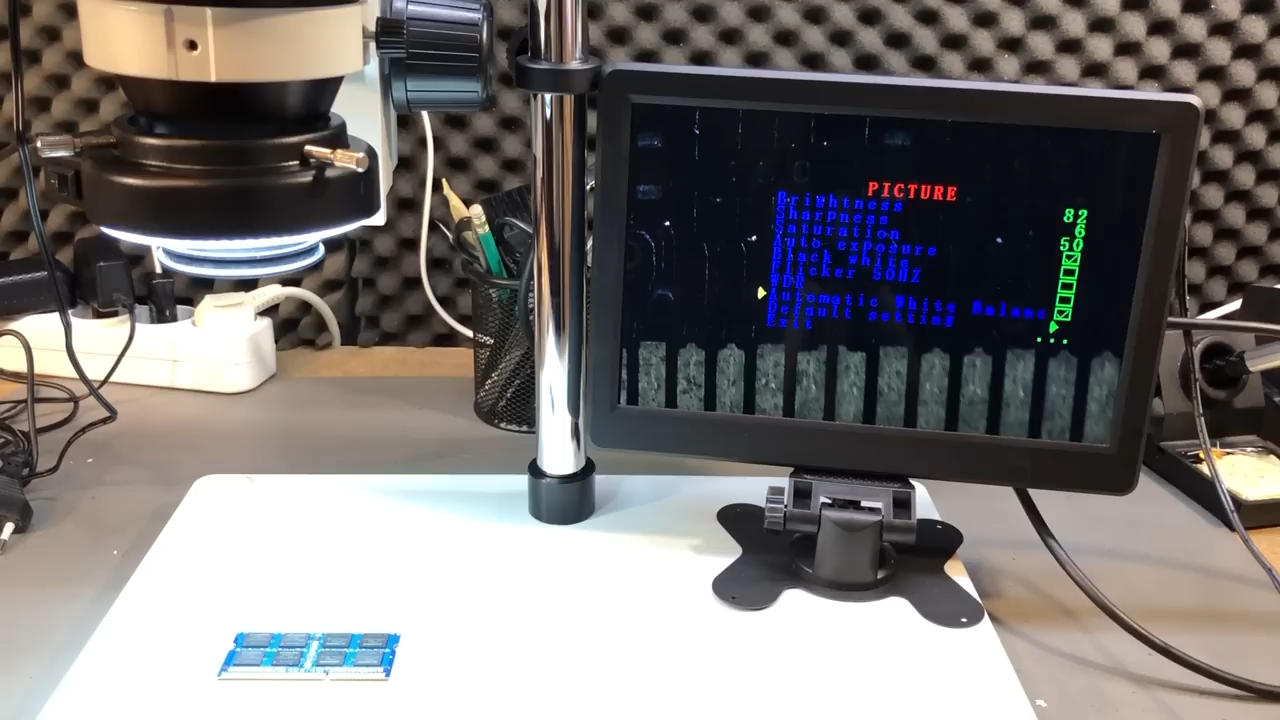 PICTURE
Brightness 82
Sharpness 6
Saturation 50
Auto exposure
Black white
Flicker 50HZ
WDR
Automatic White Balanc
Default setting
Exit ...